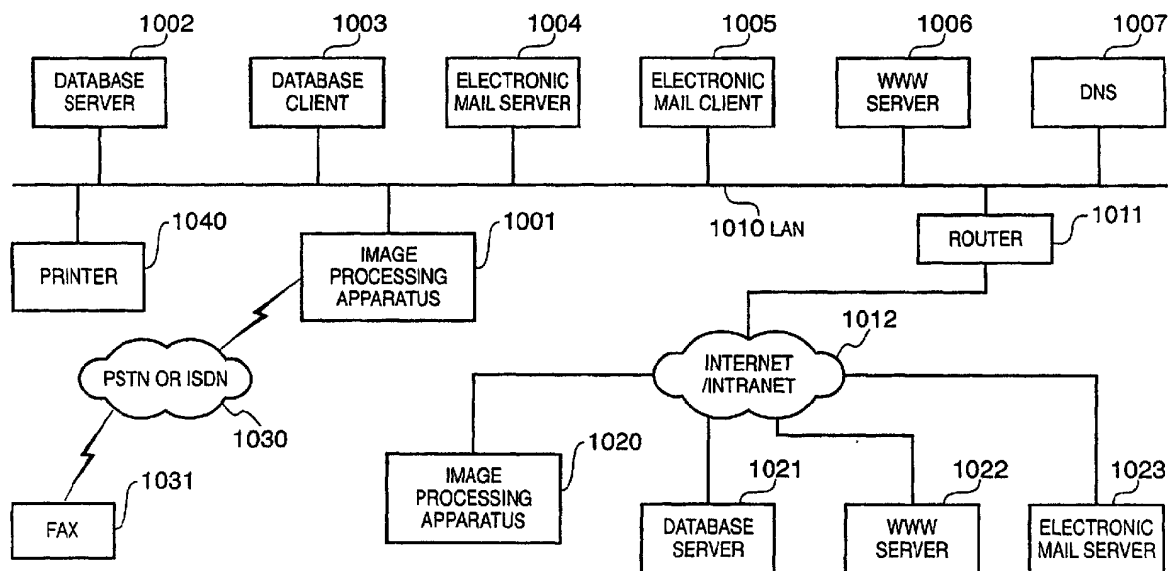 1002
1003
1004
1005
1006
1007
DATABASE
SERVER
DATABASE
CLIENT
ELECTRONIC
MAIL SERVER
ELECTRONIC
MAIL CLIENT
WWW
SERVER
DNS
1040
1001
1010 LAN
1011
PRINTER
IMAGE
PROCESSING
APPARATUS
ROUTER
1012
PSTN OR ISDN
INTERNET
/INTRANET
1030
1020
1021
1022
1023
1031
FAX
IMAGE
PROCESSING
APPARATUS
DATABASE
SERVER
WWW
SERVER
ELECTRONIC
MAIL SERVER